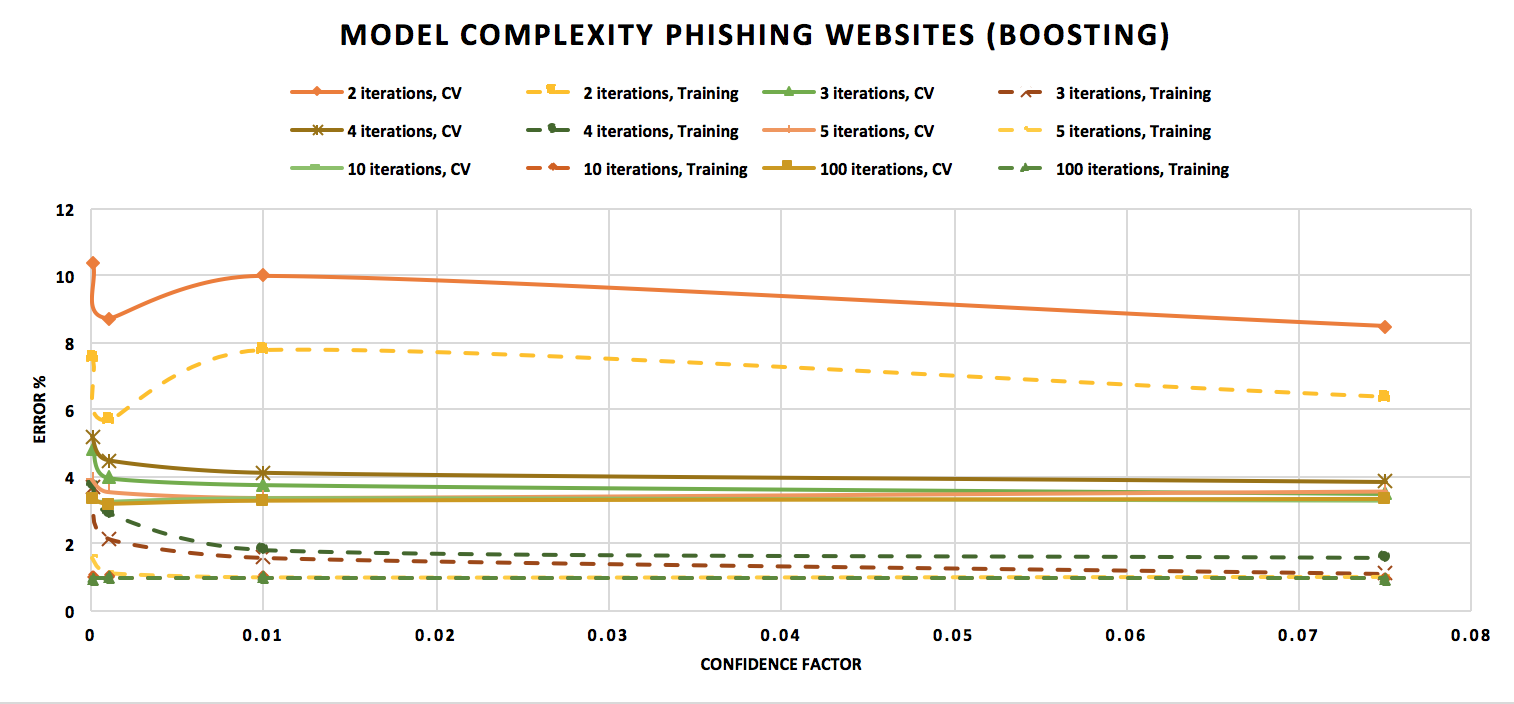 MODEL COMPLEXITY PHISHING WEBSITES (BOOSTING)
2 iterations, CV 2 iterations, Training 3 iterations, CV 3 iterations, Training
4 iterations, CV 4 iterations, Training 5 iterations, CV 5 iterations, Training
10 iterations, CV 10 iterations, Training 100 iterations, CV 100 iterations, Training
12
10
8
6
4
2
0
ERROR %
0 0.01 0.02 0.03 0.04 0.05 0.06 0.07 0.08
CONFIDENCE FACTOR